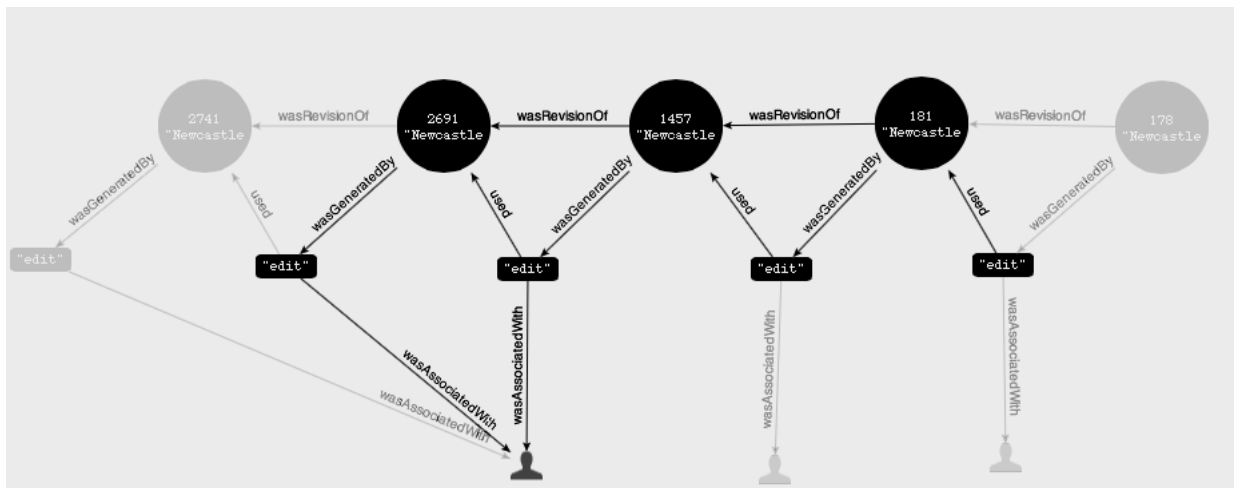 2741
"Newcastle
wasRevisionOf
2691
"Newcastle
wasRevisionOf
1457
"Newcastle
wasRevisionOf
181
"Newcastle
wasRevisionOf
178
"Newcastle
wasGeneratedBy
used
wasGeneratedBy
used
wasGeneratedBy
used
wasGeneratedBy
used
wasGeneratedBy
"edit"
"edit"
"edit"
"edit"
"edit"
wasAssociatedWith
wasAssociatedWith
wasAssociatedWith
wasAssociatedWith
wasAssociatedWith